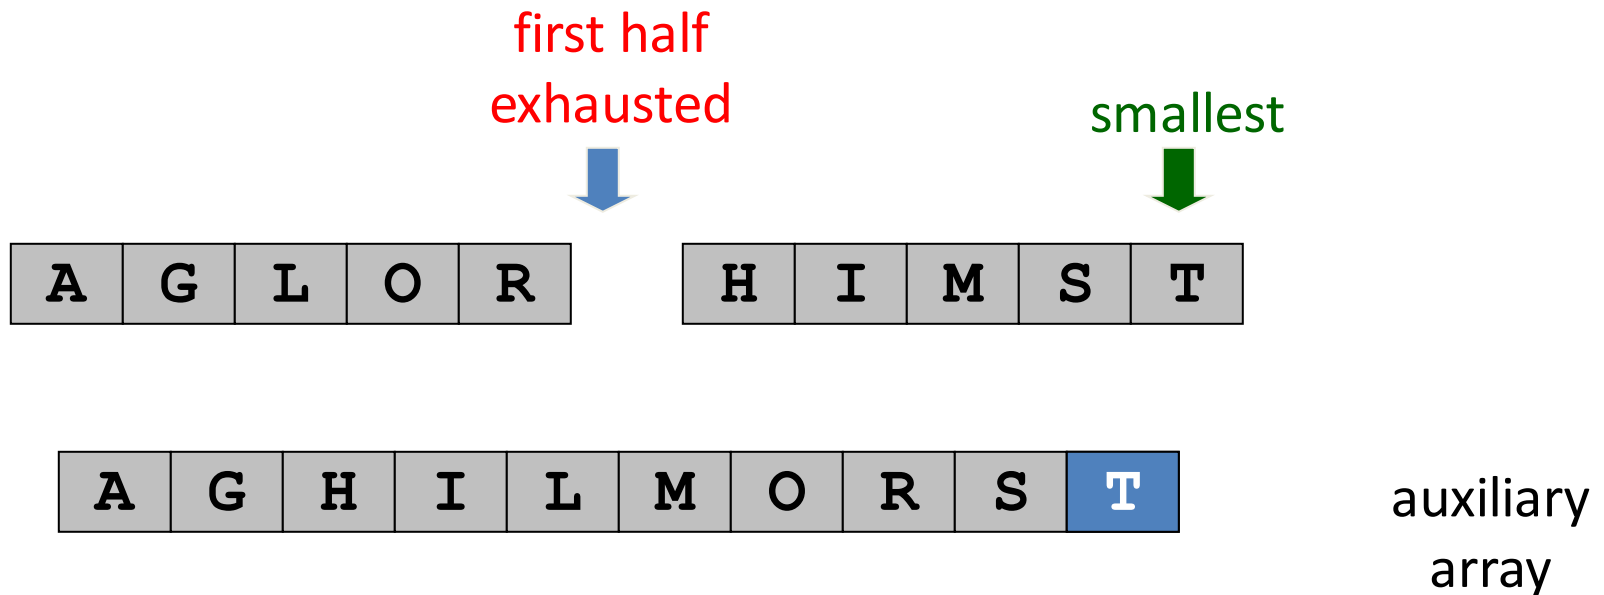 first half
exhausted
smallest
A G L O R H I M S T
A G H I L M O R S T
auxiliary
array